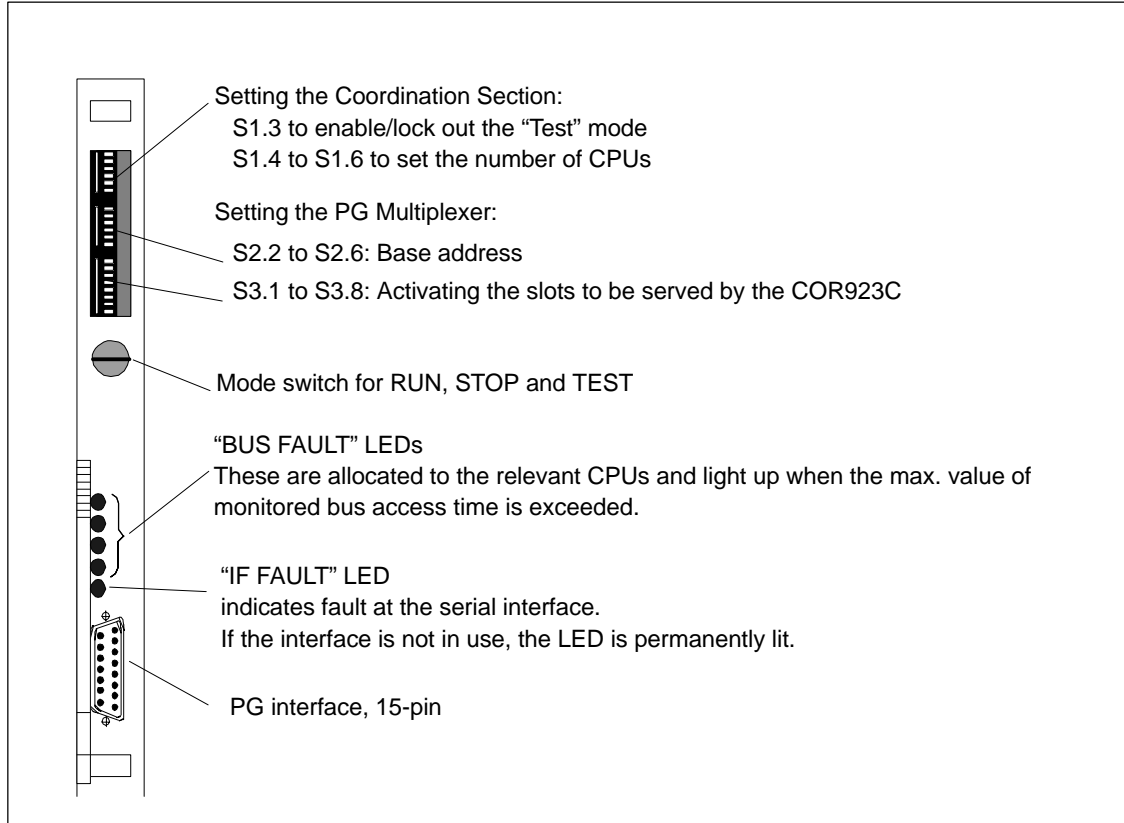 Setting the Coordination Section:
S1.3 to enable/lock out the “Test” mode
S1.4 to S1.6 to set the number of CPUs
Setting the PG Multiplexer:
S2.2 to S2.6: Base address
S3.1 to S3.8: Activating the slots to be served by the COR923C
Mode switch for RUN, STOP and TEST
“BUS FAULT” LEDs
These are allocated to the relevant CPUs and light up when the max. value of
monitored bus access time is exceeded.
“IF FAULT” LED
indicates fault at the serial interface.
If the interface is not in use, the LED is permanently lit.
PG interface, 15-pin